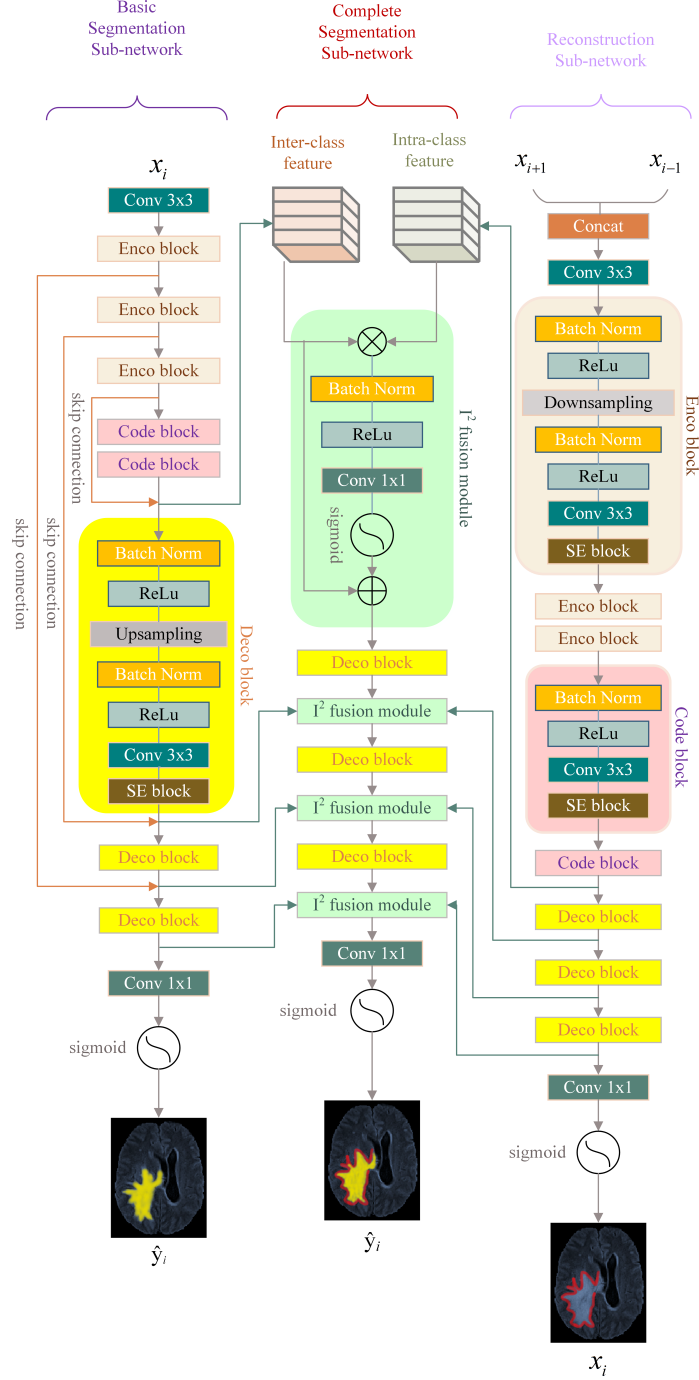 Basic
Segmentation
Sub-network
Complete
Segmentation
Sub-network
Reconstruction
Sub-network
x_i
Conv 3x3
Enco block
Enco block
Enco block
Code block
Code block
skip connection
skip connection
skip connection
Batch Norm
ReLu
Upsampling
Batch Norm
ReLu
Conv 3x3
SE block
Deco block
Deco block
Deco block
Conv 1x1
sigmoid
ŷ_i
Inter-class
feature
Intra-class
feature
Batch Norm
ReLu
Conv 1x1
sigmoid
I² fusion module
Deco block
I² fusion module
Deco block
I² fusion module
Deco block
I² fusion module
Conv 1x1
sigmoid
ŷ_i
x_{i+1}
x_{i-1}
Concat
Conv 3x3
Batch Norm
ReLu
Downsampling
Batch Norm
ReLu
Conv 3x3
SE block
Enco block
Enco block
Enco block
Batch Norm
ReLu
Conv 3x3
SE block
Code block
Code block
Deco block
Deco block
Deco block
Conv 1x1
sigmoid
x_i